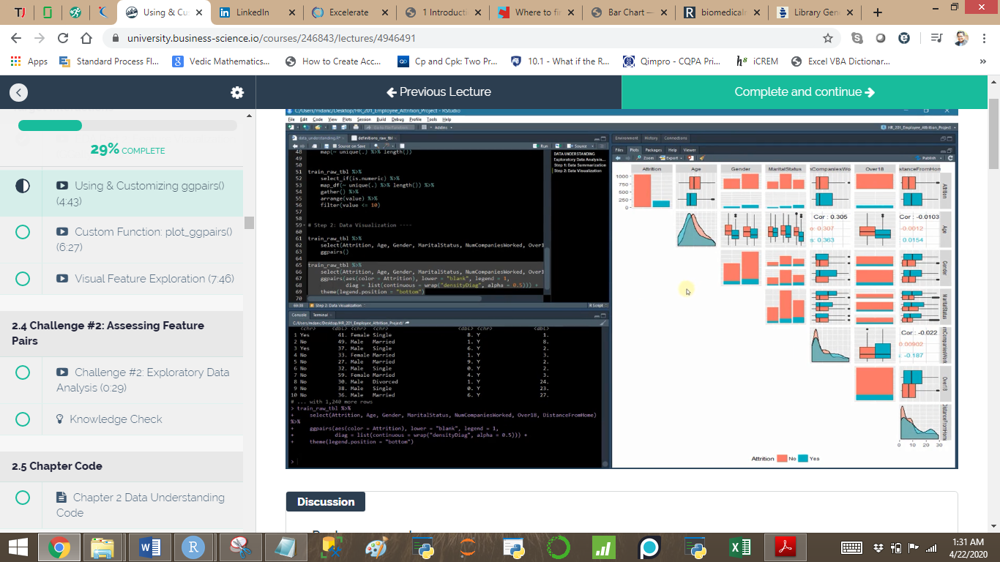 Using & Cu
LinkedIn
Excelerate
1 Introducti
Where to fi
Bar Chart —
biomedical
Library Gen
university.business-science.io/courses/246843/lectures/4946491
Apps
Standard Process Fl...
Vedic Mathematics...
How to Create Acc...
Cp and Cpk: Two Pr...
10.1 - What if the R...
Qimpro - CQPA Pri...
iCREM
Excel VBA Dictionar...
Previous Lecture
Complete and continue
29% COMPLETE
Using & Customizing ggpairs()
(4:43)
Custom Function: plot_ggpairs()
(6:27)
Visual Feature Exploration (7:46)
2.4 Challenge #2: Assessing Feature
Pairs
Challenge #2: Exploratory Data
Analysis (0:29)
Knowledge Check
2.5 Chapter Code
Chapter 2 Data Understanding
Code
C:/Users/mdanc/Desktop/HR_201_Employee_Attrition_Project - RStudio
File Edit Code View Plots Session Build Debug Profile Tools Help
Go to file/function
Addins
HR_201_Employee_Attrition_Project
data_understanding.R*
definitions_raw_tbl
Source on Save
Run
Source
48 map(~ unique(.) %>% length())
49
50
51 train_raw_tbl %>%
52 select_if(is.numeric) %>%
53 map_df(~ unique(.) %>% length()) %>%
54 gather() %>%
55 arrange(value) %>%
56 filter(value <= 10)
57
58
59 # Step 2: Data Visualization ----
60
61 train_raw_tbl %>%
62 select(Attrition, Age, Gender, MaritalStatus, NumCompaniesWorked, Over1
63 ggpairs()
64
65 train_raw_tbl %>%
66 select(Attrition, Age, Gender, MaritalStatus, NumCompaniesWorked, Over1
67 ggpairs(aes(color = Attrition), lower = "blank", legend = 1,
68 diag = list(continuous = wrap("densityDiag", alpha = 0.5))) +
69 theme(legend.position = "bottom")
70
69:38 Step 2: Data Visualization
R Script
DATA UNDERSTANDING
Exploratory Data Analysis...
Step 1: Data Summarization
Step 2: Data Visualization
Console Terminal
C:/Users/mdanc/Desktop/HR_201_Employee_Attrition_Project/
<chr> <dbl> <chr> <chr> <dbl> <chr> <dbl>
1 Yes 41. Female Single 8. Y 1.
2 No 49. Male Married 1. Y 8.
3 Yes 37. Male Single 6. Y 2.
4 No 33. Female Married 1. Y 3.
5 No 27. Male Married 9. Y 2.
6 No 32. Male Single 0. Y 2.
7 No 59. Female Married 4. Y 3.
8 No 30. Male Divorced 1. Y 24.
9 No 38. Male Single 0. Y 23.
10 No 36. Male Married 6. Y 27.
# ... with 1,240 more rows
> train_raw_tbl %>%
+ select(Attrition, Age, Gender, MaritalStatus, NumCompaniesWorked, Over18, DistanceFromHome)
%>%
+ ggpairs(aes(color = Attrition), lower = "blank", legend = 1,
+ diag = list(continuous = wrap("densityDiag", alpha = 0.5))) +
+ theme(legend.position = "bottom")
>
Environment History Connections
Files Plots Packages Help Viewer
Zoom Export Publish
Attrition Age Gender MaritalStatus mCompaniesWo Over18 istanceFromHon
1000
750
500
250
0
Attrition
Cor : 0.305
o: 0.307
s: 0.363
Cor : -0.0103
-0.0012
0.0154
Age
Gender
MaritalStatus
Cor : -0.022
0.00902
: -0.187
mCompaniesWork
Over18
DistanceFromHome
0 10 20 30
Attrition No Yes
Discussion
1:31 AM
4/22/2020